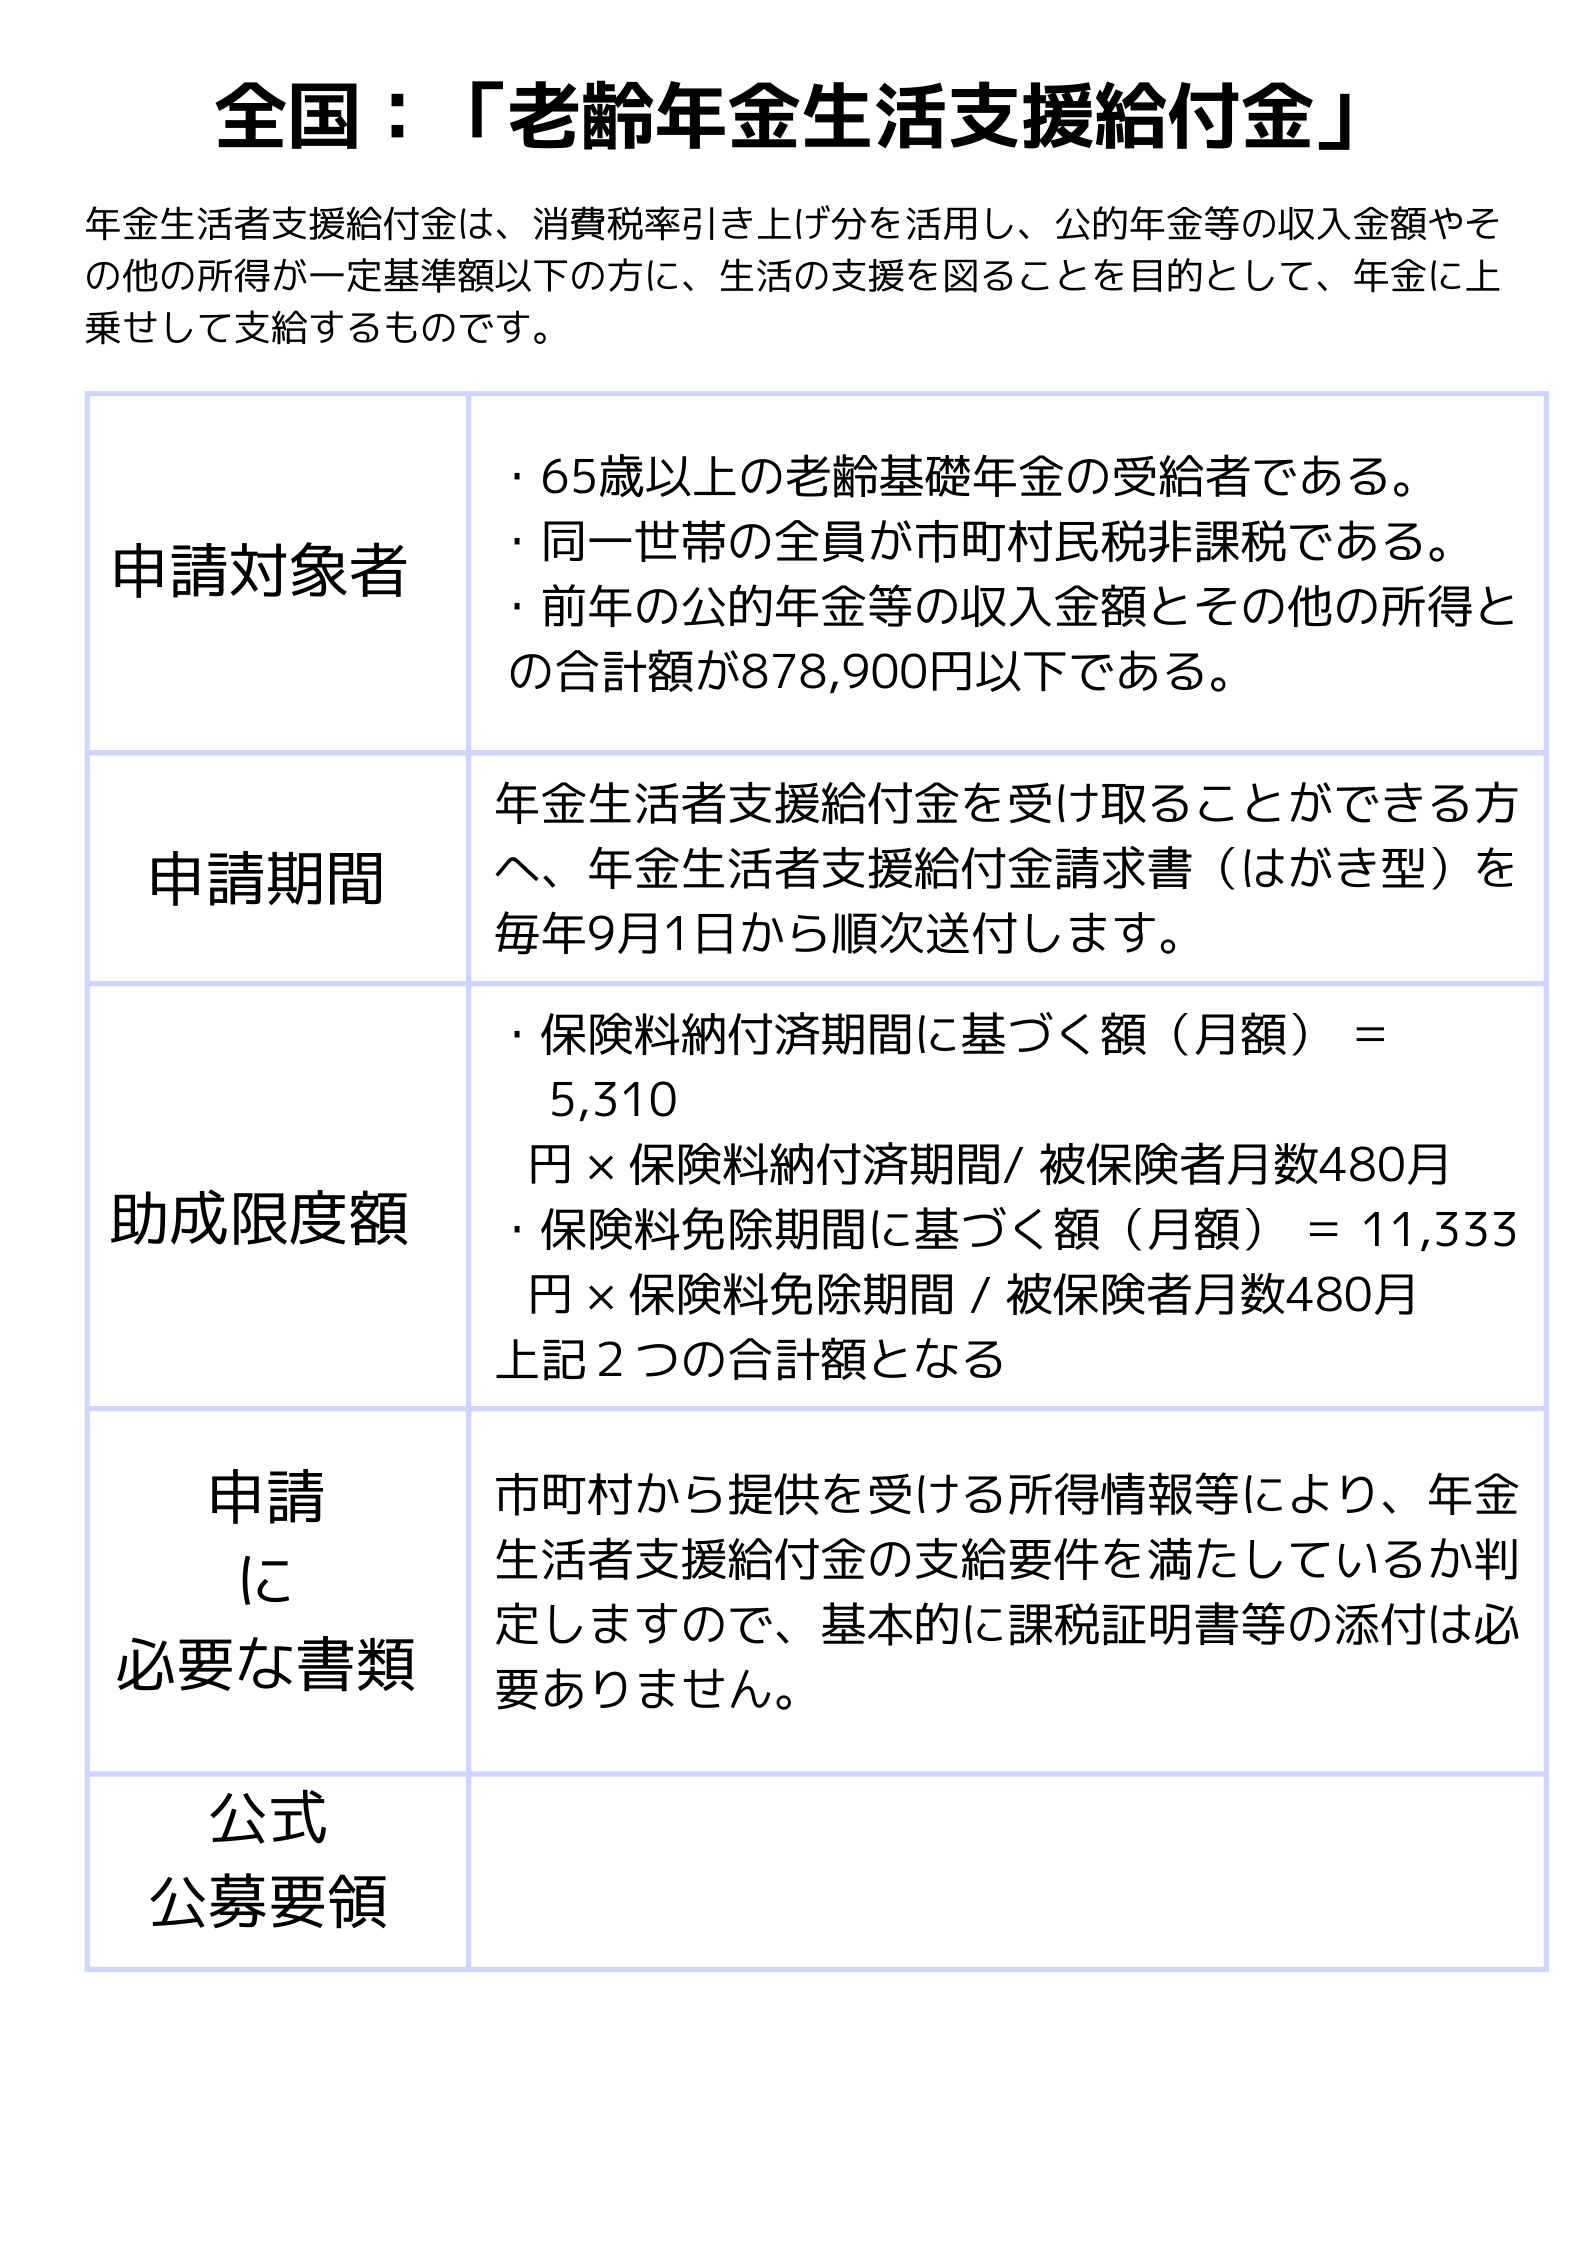 全国：「老齢年金生活支援給付金」
年金生活者支援給付金は、消費税率引き上げ分を活用し、公的年金等の収入金額やそ
の他の所得が一定基準額以下の方に、生活の支援を図ることを目的として、年金に上
乗せして支給するものです。
申請対象者
・65歳以上の老齢基礎年金の受給者である。
・同一世帯の全員が市町村民税非課税である。
・前年の公的年金等の収入金額とその他の所得と
の合計額が878,900円以下である。
申請期間
年金生活者支援給付金を受け取ることができる方
へ、年金生活者支援給付金請求書（はがき型）を
毎年9月1日から順次送付します。
助成限度額
・保険料納付済期間に基づく額（月額） ＝
5,310
円 × 保険料納付済期間/ 被保険者月数480月
・保険料免除期間に基づく額（月額） ＝ 11,333
円 × 保険料免除期間 / 被保険者月数480月
上記２つの合計額となる
申請
に
必要な書類
市町村から提供を受ける所得情報等により、年金
生活者支援給付金の支給要件を満たしているか判
定しますので、基本的に課税証明書等の添付は必
要ありません。
公式
公募要領